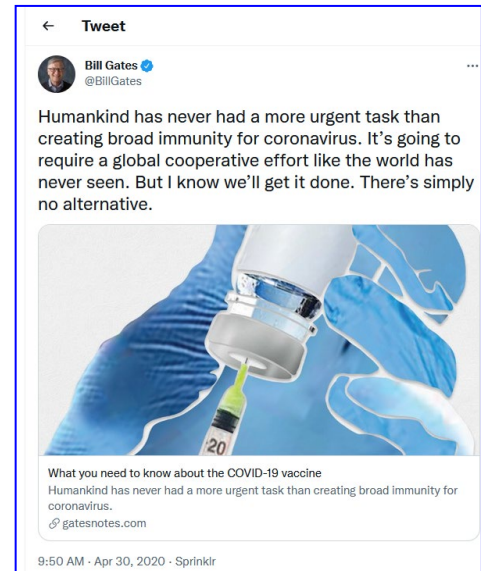 Tweet
Bill Gates
@BillGates
Humankind has never had a more urgent task than
creating broad immunity for coronavirus. It’s going to
require a global cooperative effort like the world has
never seen. But I know we’ll get it done. There’s simply
no alternative.
20
What you need to know about the COVID-19 vaccine
Humankind has never had a more urgent task than creating broad immunity for
coronavirus.
gatesnotes.com
9:50 AM · Apr 30, 2020 · Sprinklr